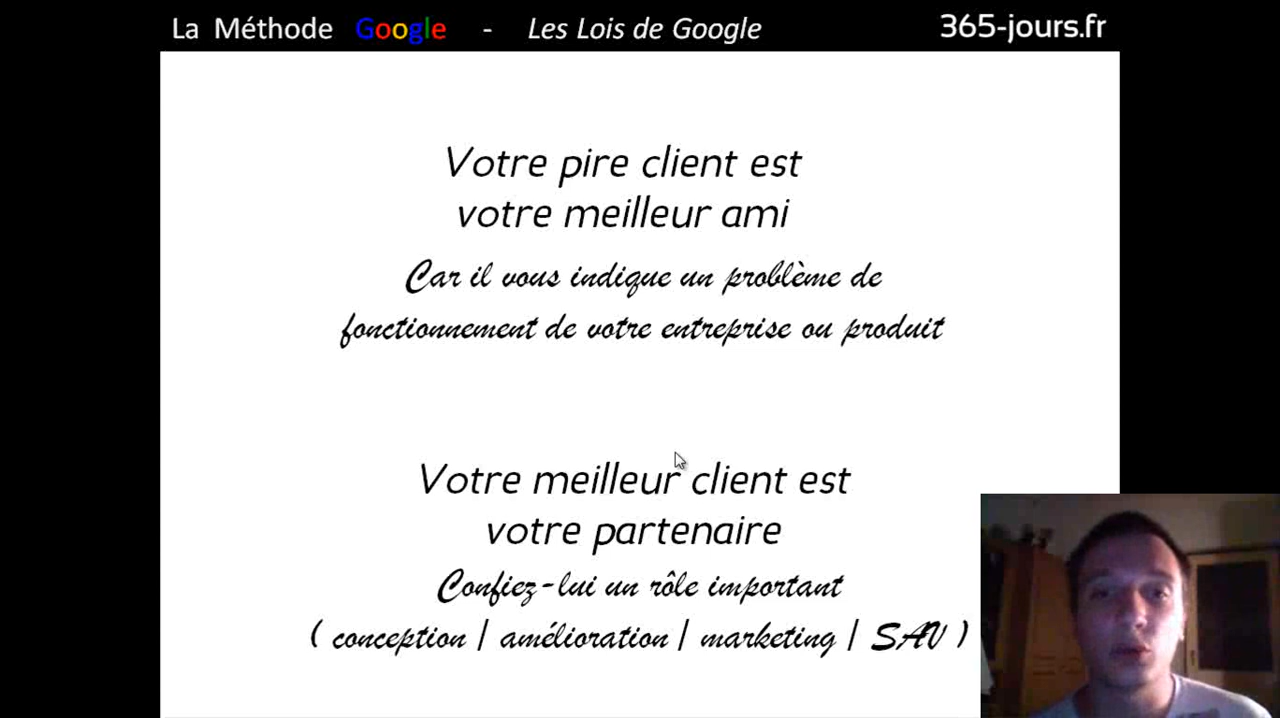 La Méthode Google - Les Lois de Google 365-jours.fr
Votre pire client est
votre meilleur ami
Car il vous indique un problème de
fonctionnement de votre entreprise ou produit
Votre meilleur client est
votre partenaire
Confiez-lui un rôle important
( conception | amélioration | marketing | SAV )